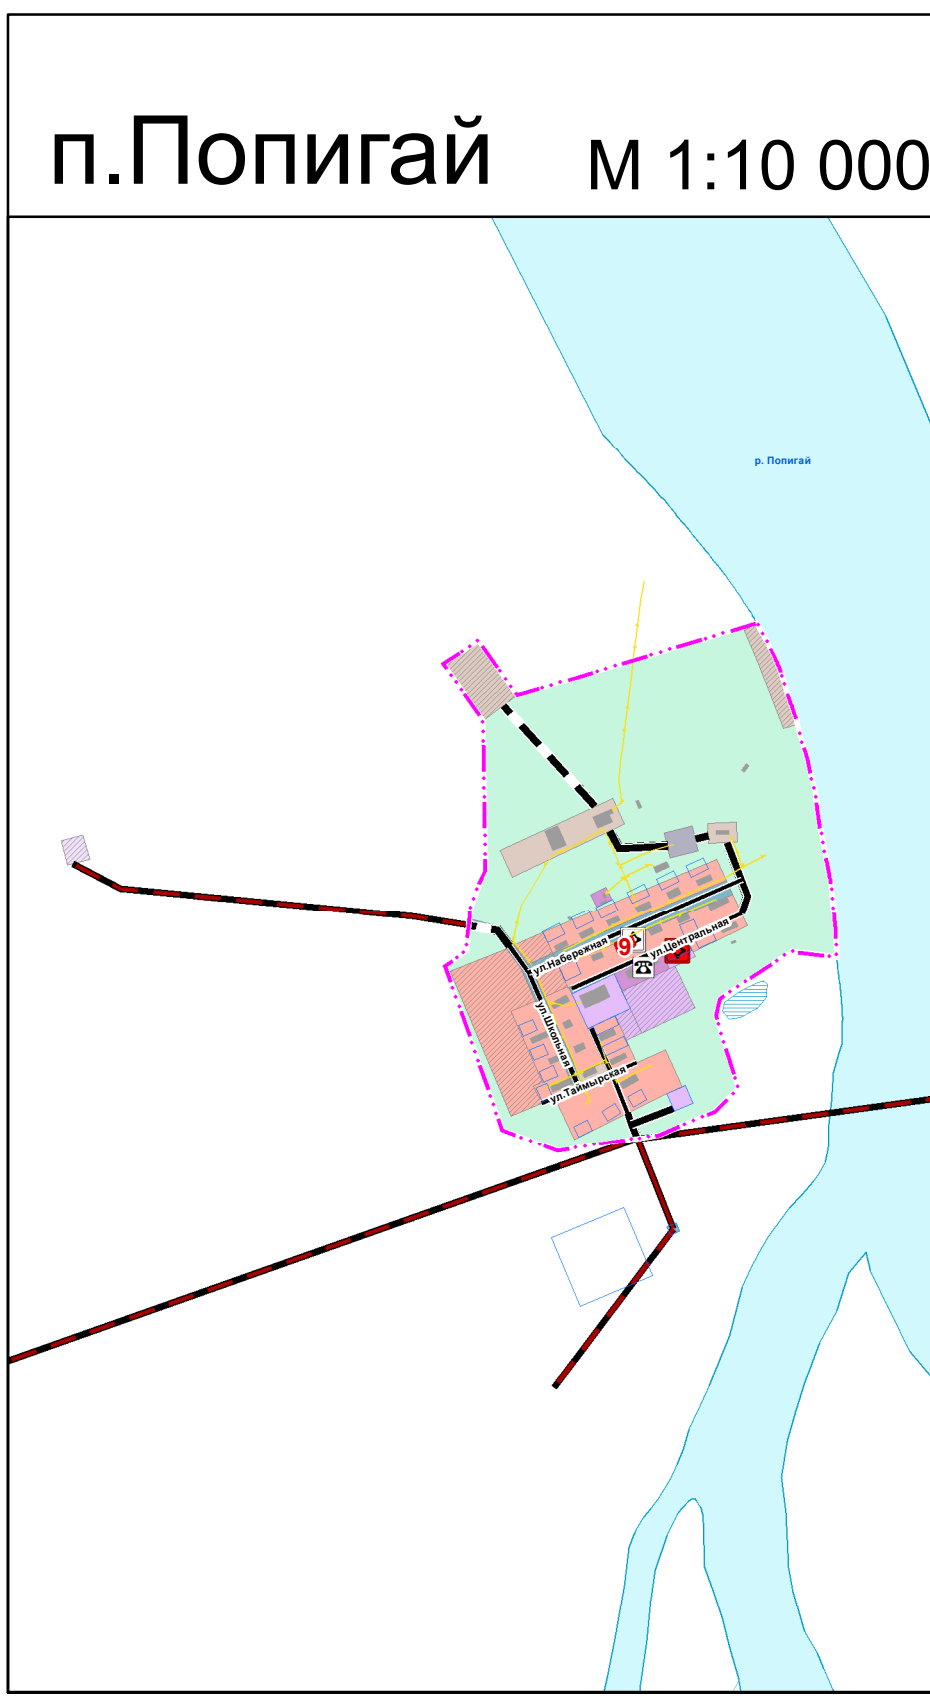 п.Попигай М 1:10 000
р. Попигай
ул.Набережная
ул.Центральная
9
ул.Школьная
ул.Таймырская